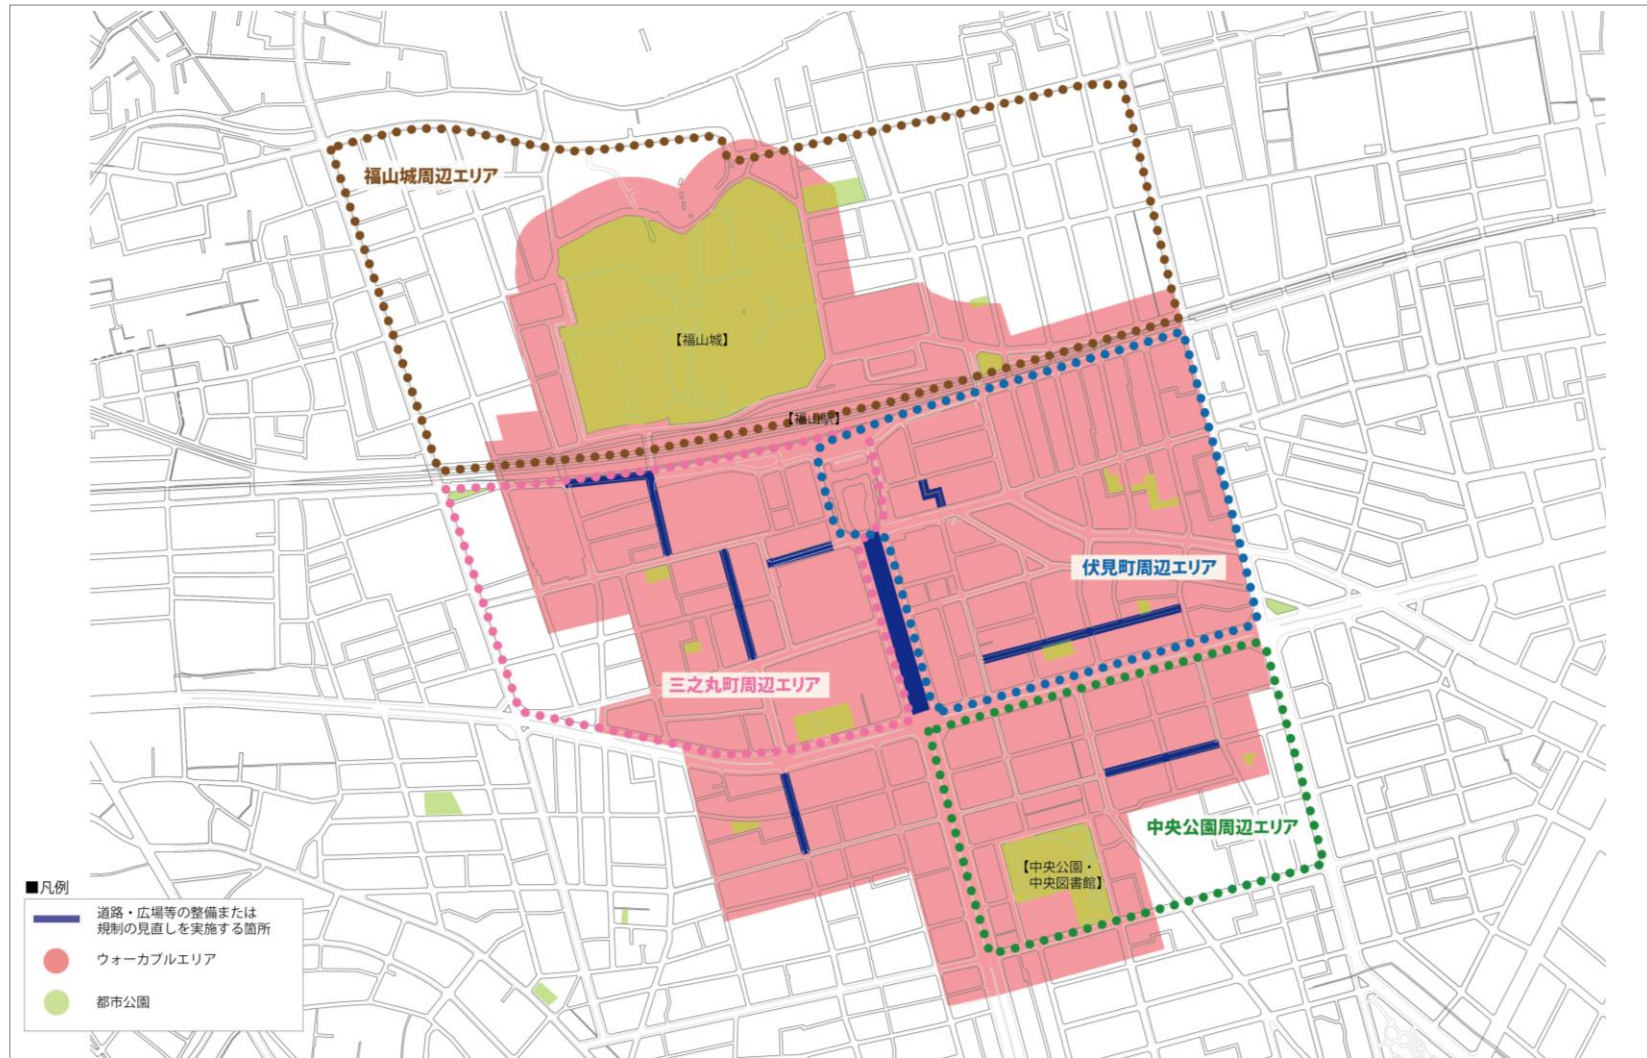 福山城周辺エリア
【福山城】
【福山駅】
伏見町周辺エリア
三之丸町周辺エリア
中央公園周辺エリア
【中央公園・
中央図書館】
■凡例
道路・広場等の整備または
規制の見直しを実施する箇所
ウォーカブルエリア
都市公園